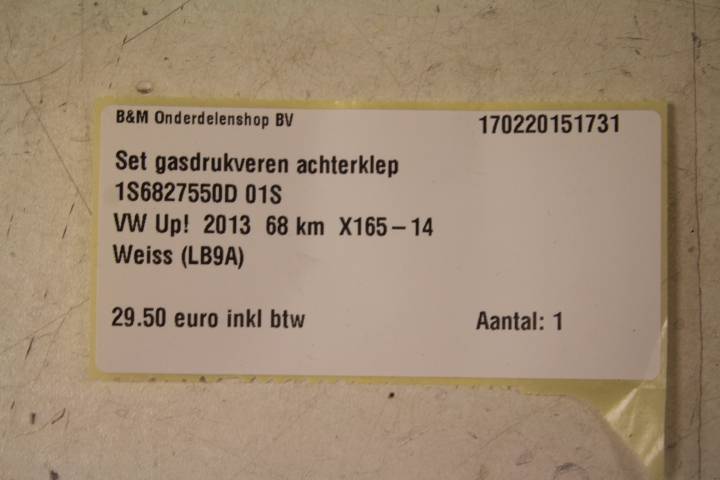 B&M Onderdelenshop BV 170220151731
Set gasdrukveren achterklep
1S6827550D 01S
VW Up! 2013 68 km X165-14
Weiss (LB9A)
29.50 euro inkl btw Aantal: 1